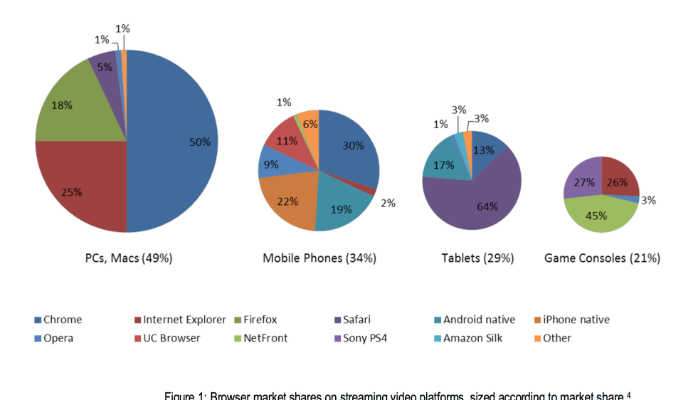 1%
1%
5%
18%
50%
25%
1%
6%
11%
30%
9%
2%
22%
19%
3%
1%
3%
13%
17%
64%
27%
26%
3%
45%
PCs, Macs (49%)
Mobile Phones (34%)
Tablets (29%)
Game Consoles (21%)
Chrome
Internet Explorer
Firefox
Safari
Android native
iPhone native
Opera
UC Browser
NetFront
Sony PS4
Amazon Silk
Other
Figure 1: Browser market shares on streaming video platforms, sized according to market share.4